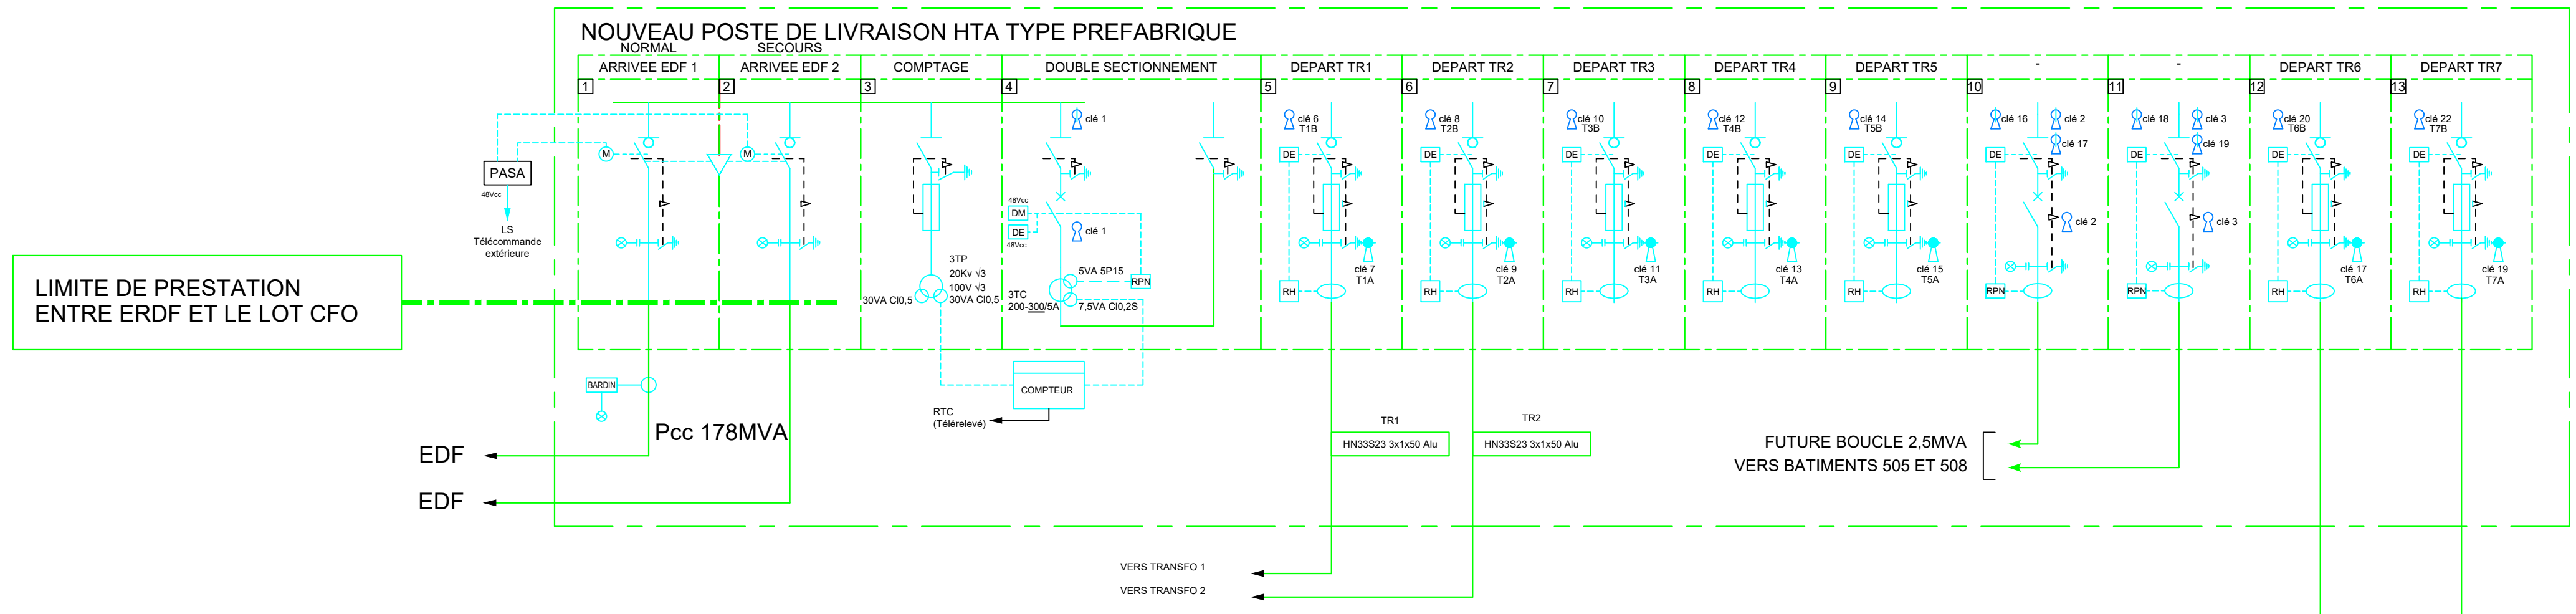 NOUVEAU POSTE DE LIVRAISON HTA TYPE PREFABRIQUE
NORMAL
SECOURS
ARRIVEE EDF 1
ARRIVEE EDF 2
COMPTAGE
DOUBLE SECTIONNEMENT
DEPART TR1
DEPART TR2
DEPART TR3
DEPART TR4
DEPART TR5
-
-
DEPART TR6
DEPART TR7
1
2
3
4
5
6
7
8
9
10
11
12
13
clé 1
clé 6
T1B
clé 8
T2B
clé 10
T3B
clé 12
T4B
clé 14
T5B
clé 16
clé 2
clé 17
clé 18
clé 3
clé 19
clé 20
T6B
clé 22
T7B
M
M
DE
DE
DE
DE
DE
DE
DE
DE
DE
PASA
48Vcc
LS
Télécommande
extérieure
48Vcc
DM
DE
48Vcc
clé 1
clé 2
clé 3
3TP
20Kv √3
100V √3
30VA Cl0,5
30VA Cl0,5
5VA 5P15
RPN
3TC
200-300/5A
7,5VA Cl0,2S
clé 7
T1A
clé 9
T2A
clé 11
T3A
clé 13
T4A
clé 15
T5A
clé 17
T6A
clé 19
T7A
RH
RH
RH
RH
RH
RPN
RPN
RH
RH
LIMITE DE PRESTATION
ENTRE ERDF ET LE LOT CFO
BARDIN
COMPTEUR
RTC
(Télérelevé)
Pcc 178MVA
EDF
EDF
TR1
HN33S23 3x1x50 Alu
TR2
HN33S23 3x1x50 Alu
FUTURE BOUCLE 2,5MVA
VERS BATIMENTS 505 ET 508
VERS TRANSFO 1
VERS TRANSFO 2